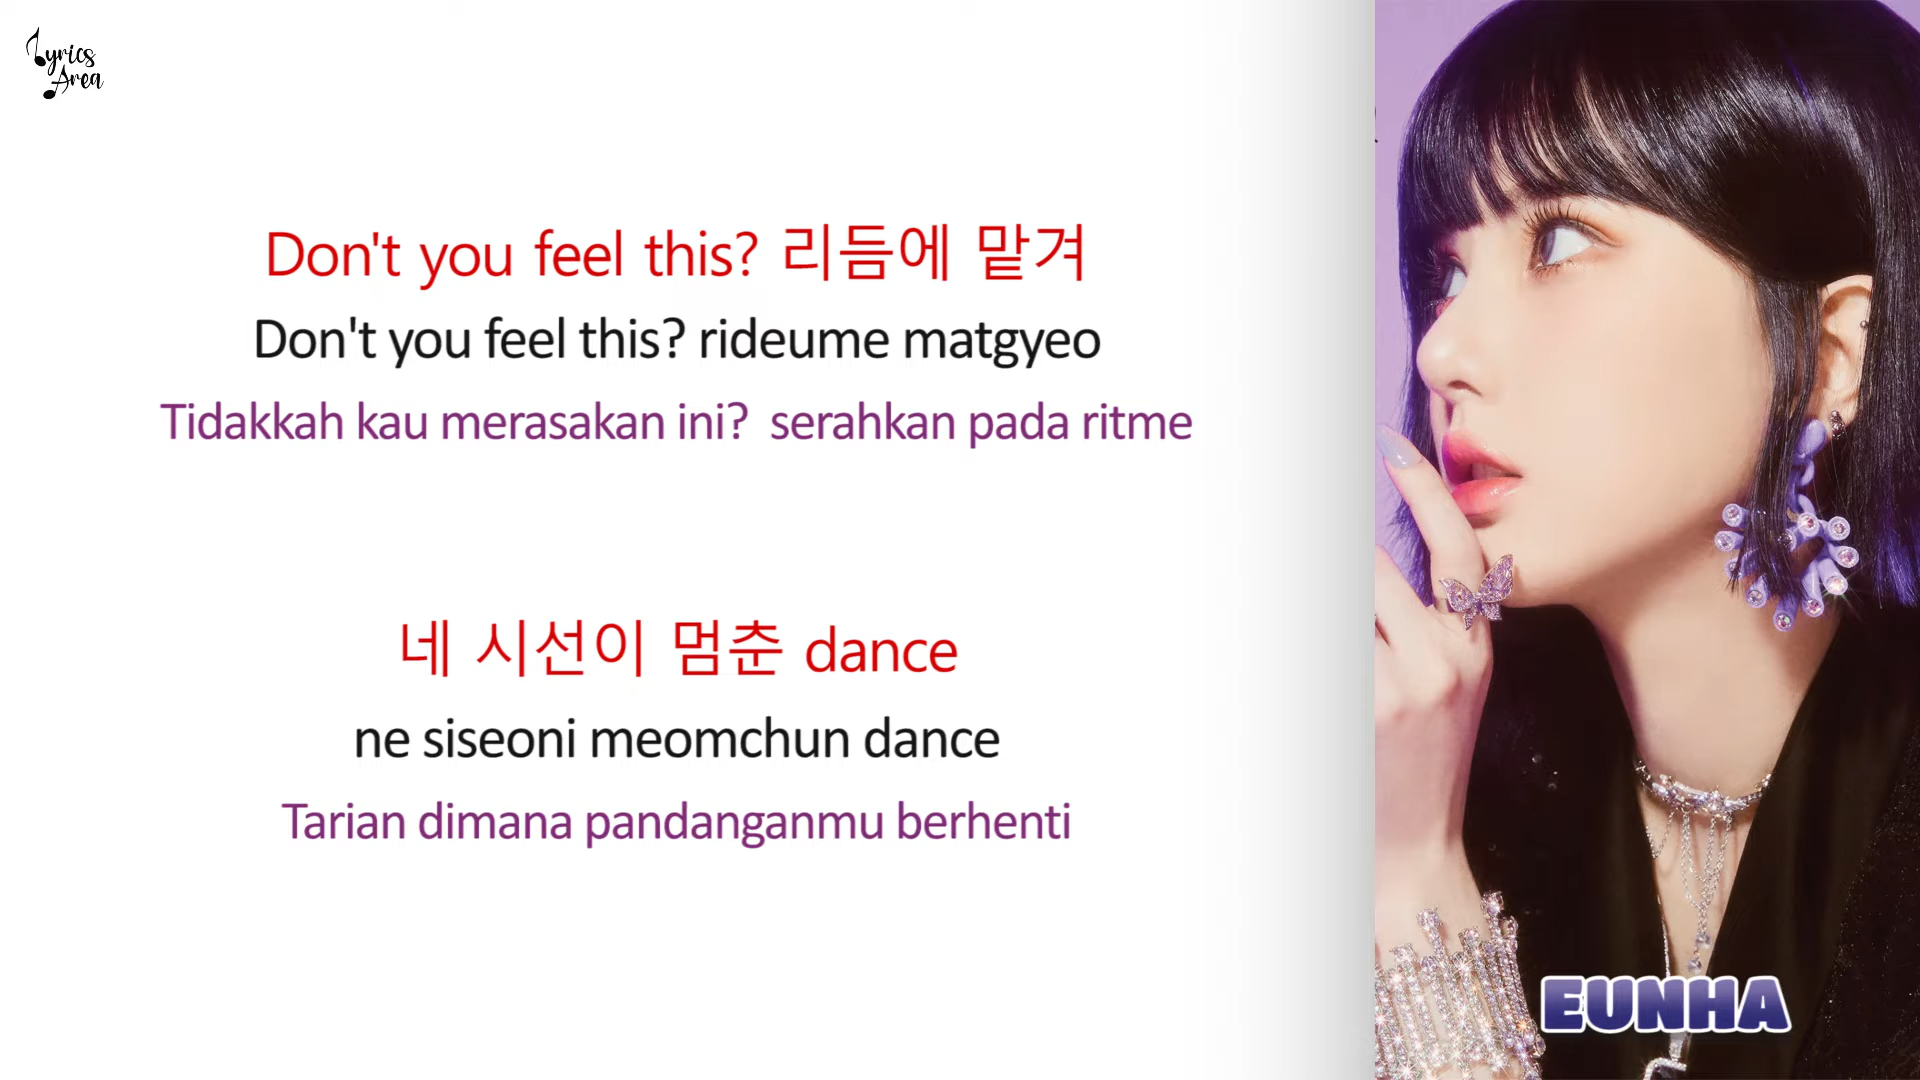 Lyrics
Area
Don't you feel this? 리듬에 맡겨
Don't you feel this? rideume matgyeo
Tidakkah kau merasakan ini? serahkan pada ritme
네 시선이 멈춘 dance
ne siseoni meomchun dance
Tarian dimana pandanganmu berhenti
EUNHA